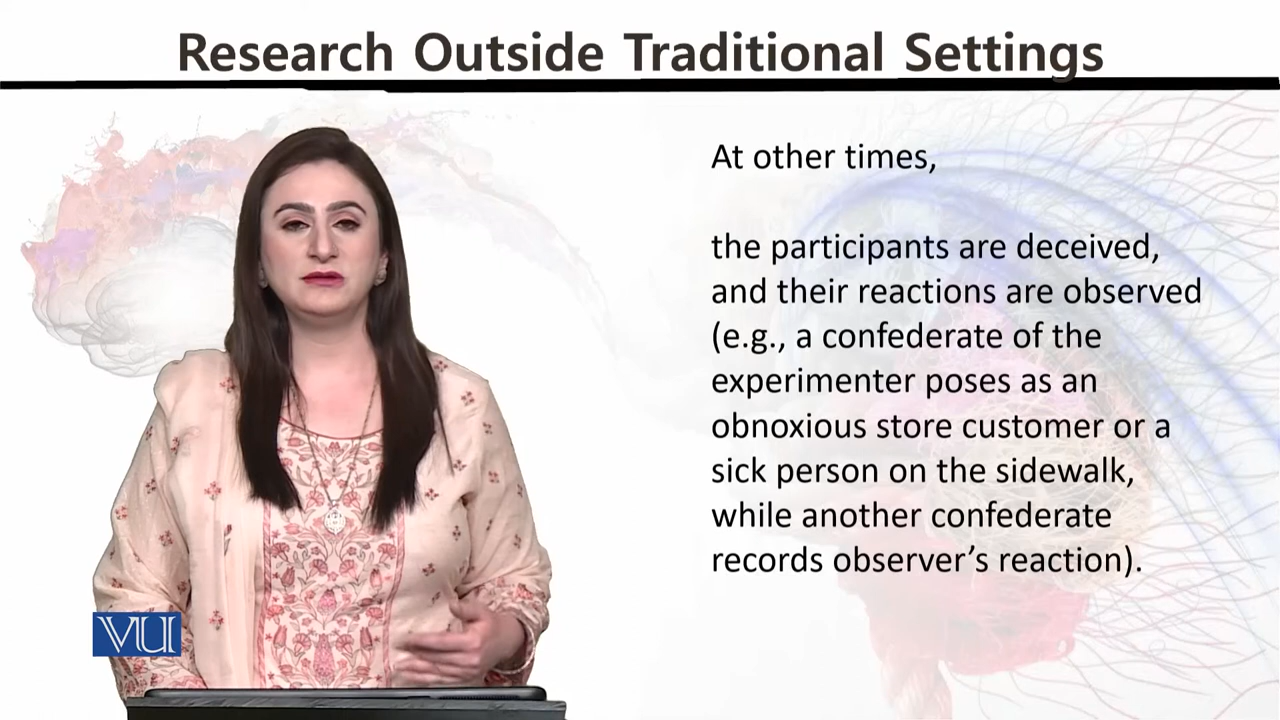 Research Outside Traditional Settings
At other times,
the participants are deceived,
and their reactions are observed
(e.g., a confederate of the
experimenter poses as an
obnoxious store customer or a
sick person on the sidewalk,
while another confederate
records observer’s reaction).
VU